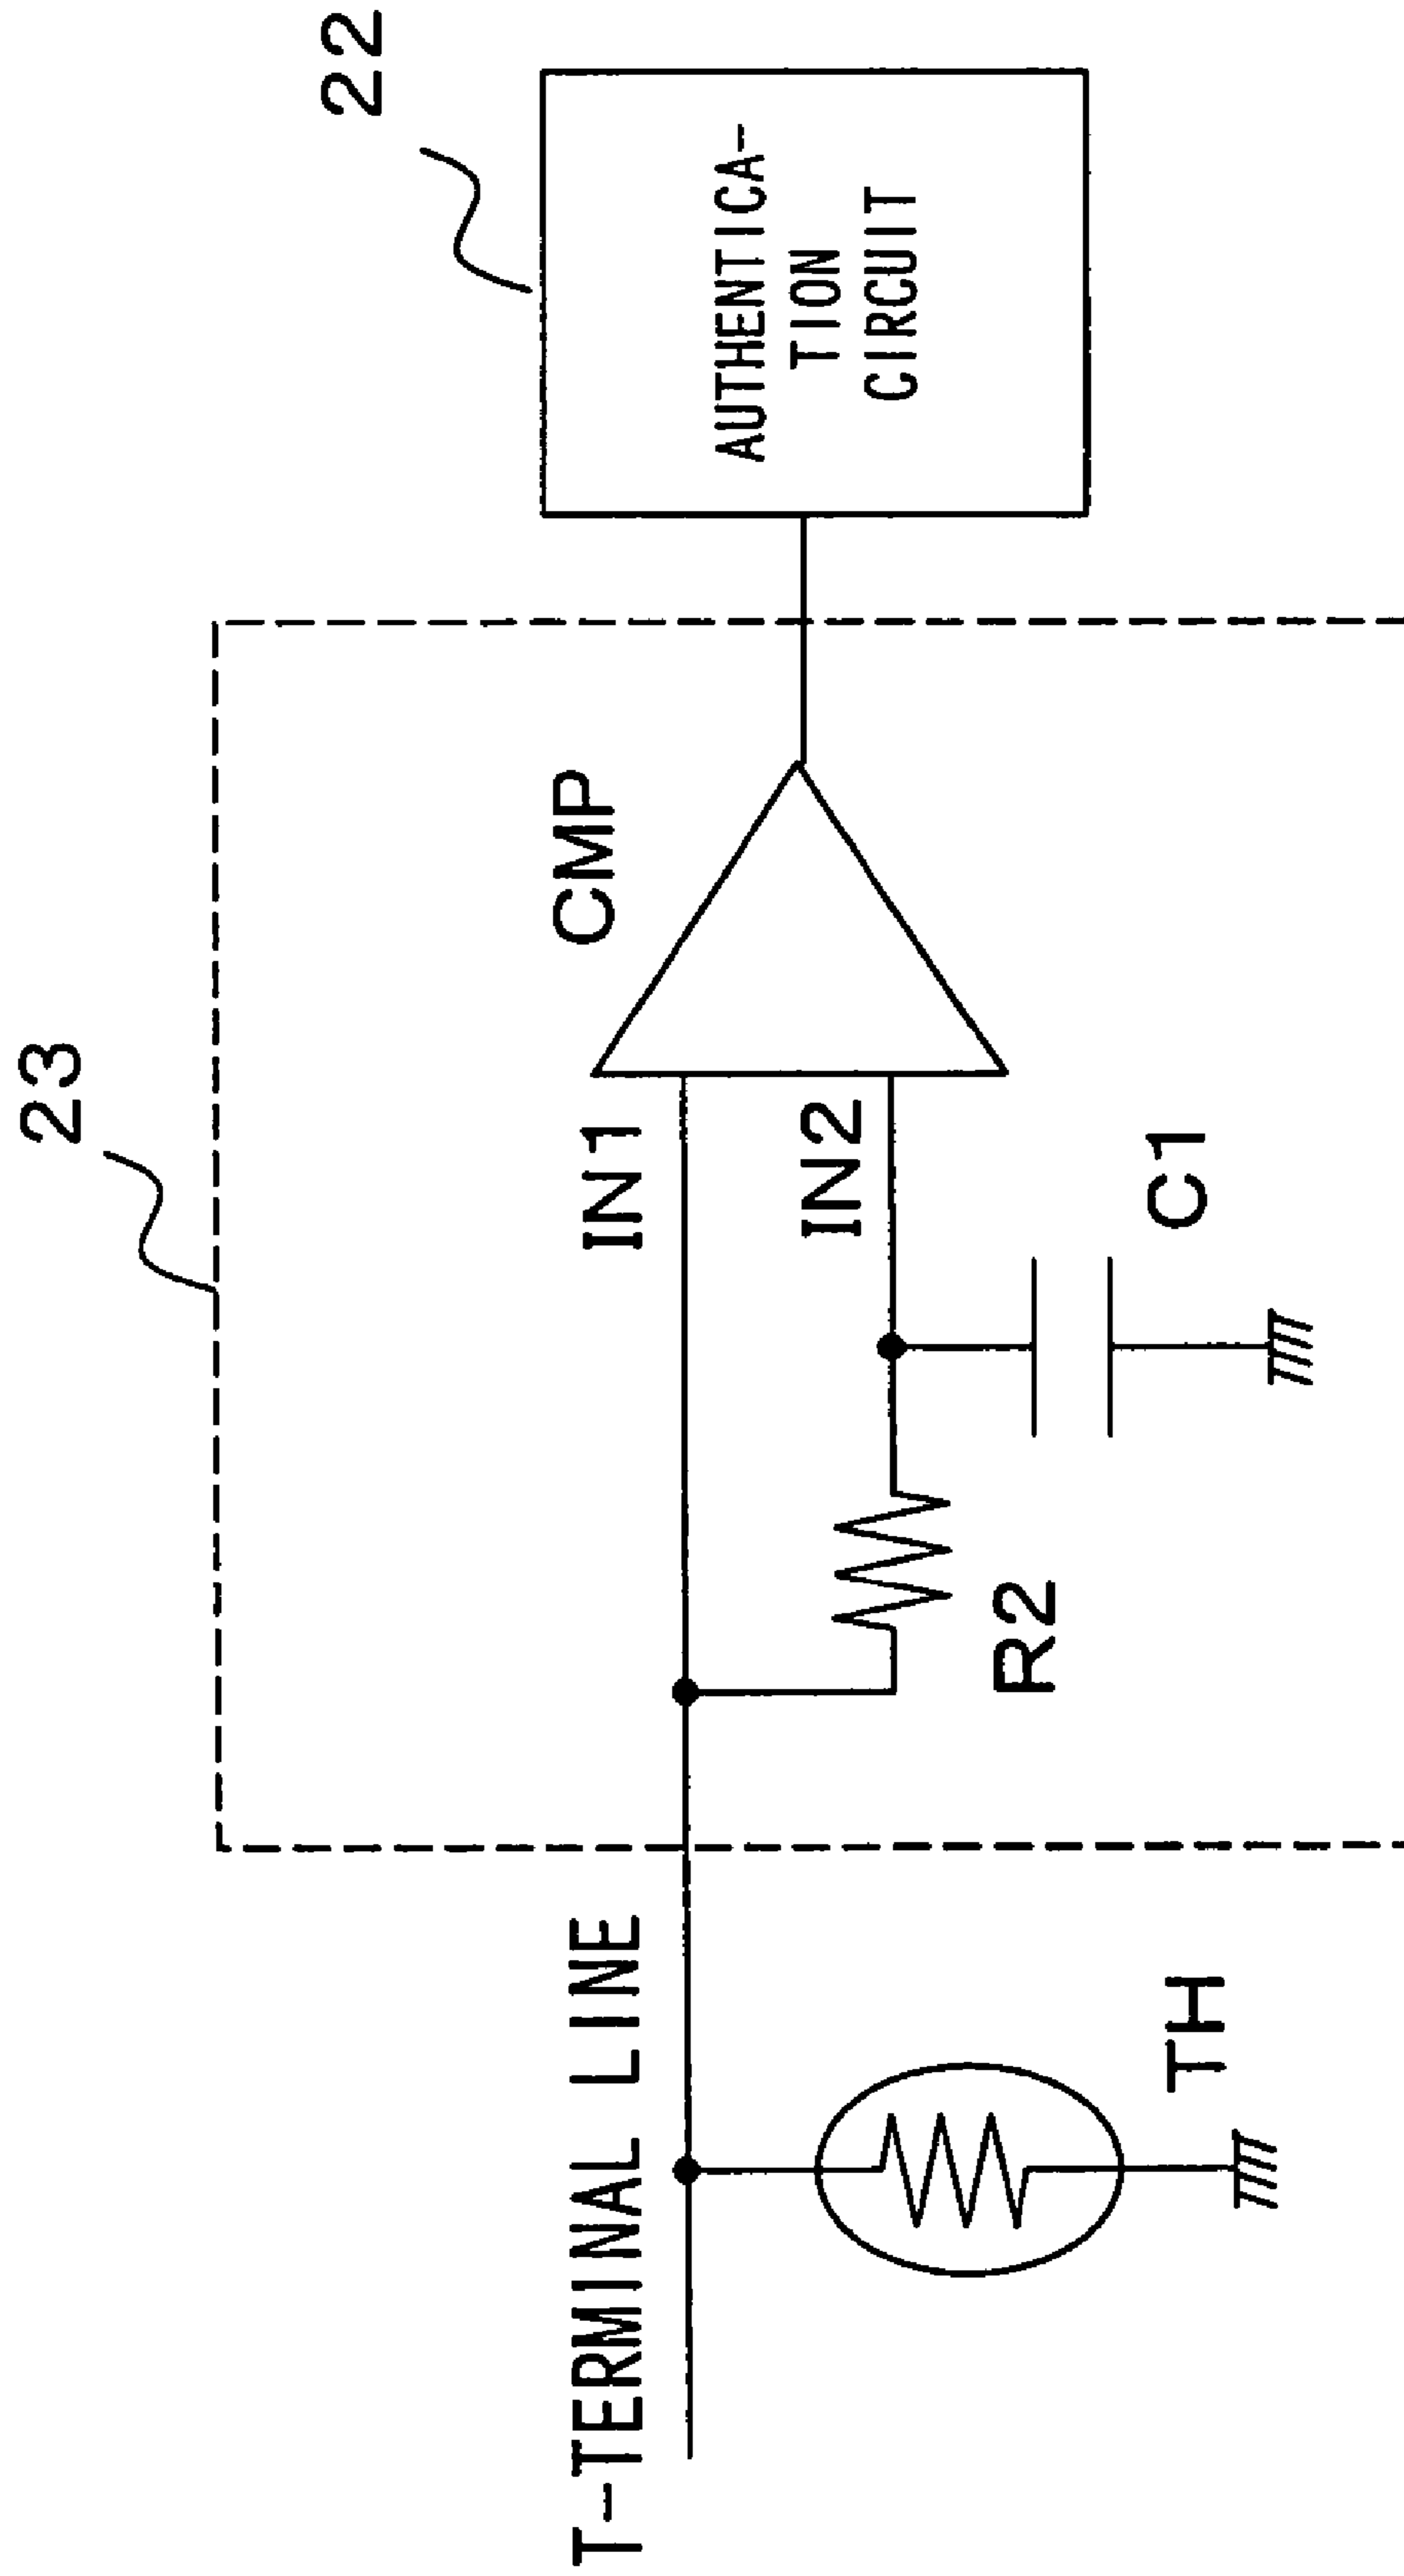 23
22
T-TERMINAL LINE
IN1
CMP
AUTHENTICA-
TION
CIRCUIT
IN2
R2
C1
TH